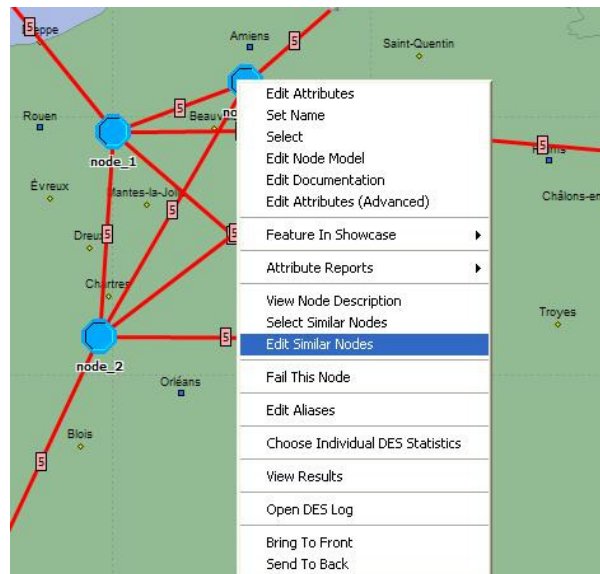 5
Amiens
5
Saint-Quentin
5
Rouen
Beauv
no
node_1
5
Évreux
Mantes-la-Joli
5
Châlons-en
Dreux
5
5
Chartres
5
node_2
Orléans
Troyes
Blois
5
Edit Attributes
Set Name
Select
Edit Node Model
Edit Documentation
Edit Attributes (Advanced)
Feature In Showcase
Attribute Reports
View Node Description
Select Similar Nodes
Edit Similar Nodes
Fail This Node
Edit Aliases
Choose Individual DES Statistics
View Results
Open DES Log
Bring To Front
Send To Back